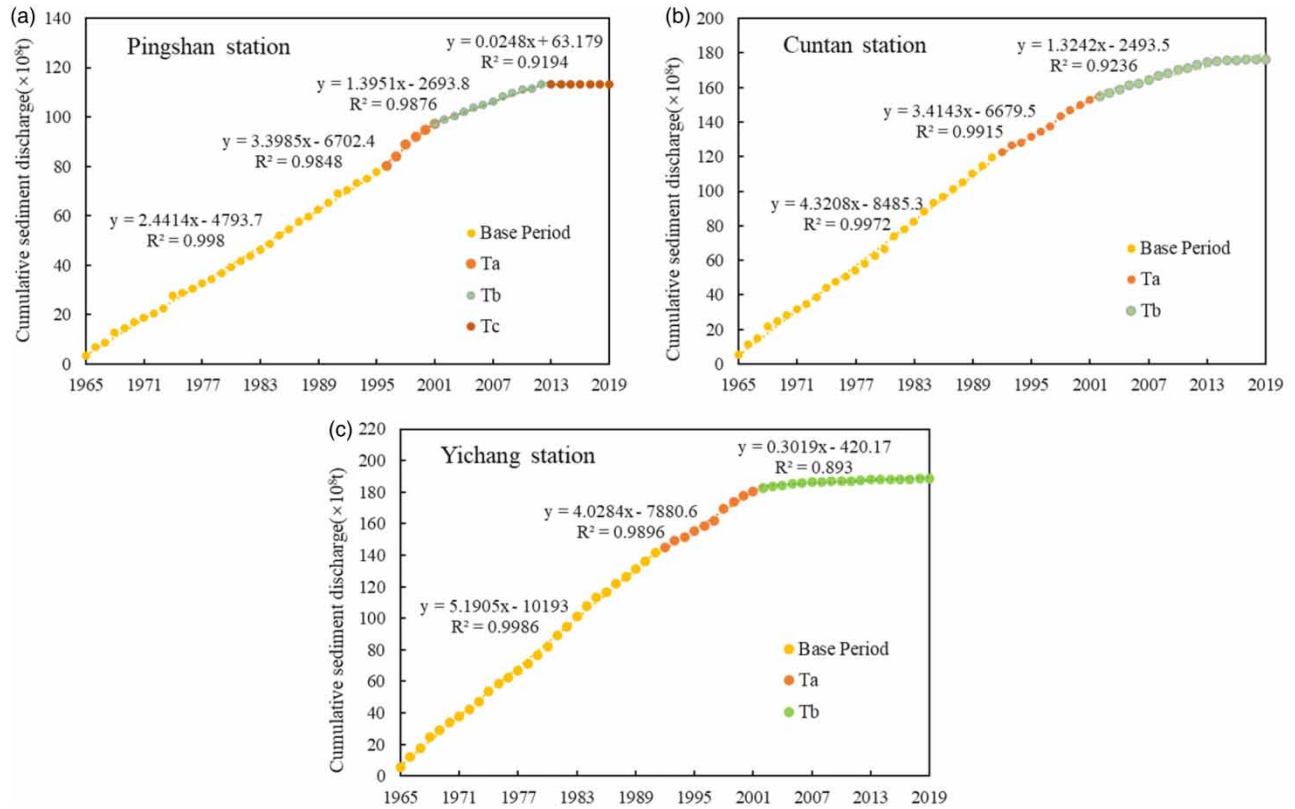 (a)
Pingshan station
Cumulative sediment discharge(×10⁸t)
140
120
100
80
60
40
20
0
y = 0.0248x + 63.179
R² = 0.9194
y = 1.3951x - 2693.8
R² = 0.9876
y = 3.3985x - 6702.4
R² = 0.9848
y = 2.4414x - 4793.7
R² = 0.998
Base Period
Ta
Tb
Tc
1965 1971 1977 1983 1989 1995 2001 2007 2013 2019
(b)
Cuntan station
Cumulative sediment discharge(×10⁸t)
200
180
160
140
120
100
80
60
40
20
0
y = 1.3242x - 2493.5
R² = 0.9236
y = 3.4143x - 6679.5
R² = 0.9915
y = 4.3208x - 8485.3
R² = 0.9972
Base Period
Ta
Tb
1965 1971 1977 1983 1989 1995 2001 2007 2013 2019
(c)
Yichang station
Cumulative sediment discharge(×10⁸t)
220
200
180
160
140
120
100
80
60
40
20
0
y = 0.3019x - 420.17
R² = 0.893
y = 4.0284x - 7880.6
R² = 0.9896
y = 5.1905x - 10193
R² = 0.9986
Base Period
Ta
Tb
1965 1971 1977 1983 1989 1995 2001 2007 2013 2019